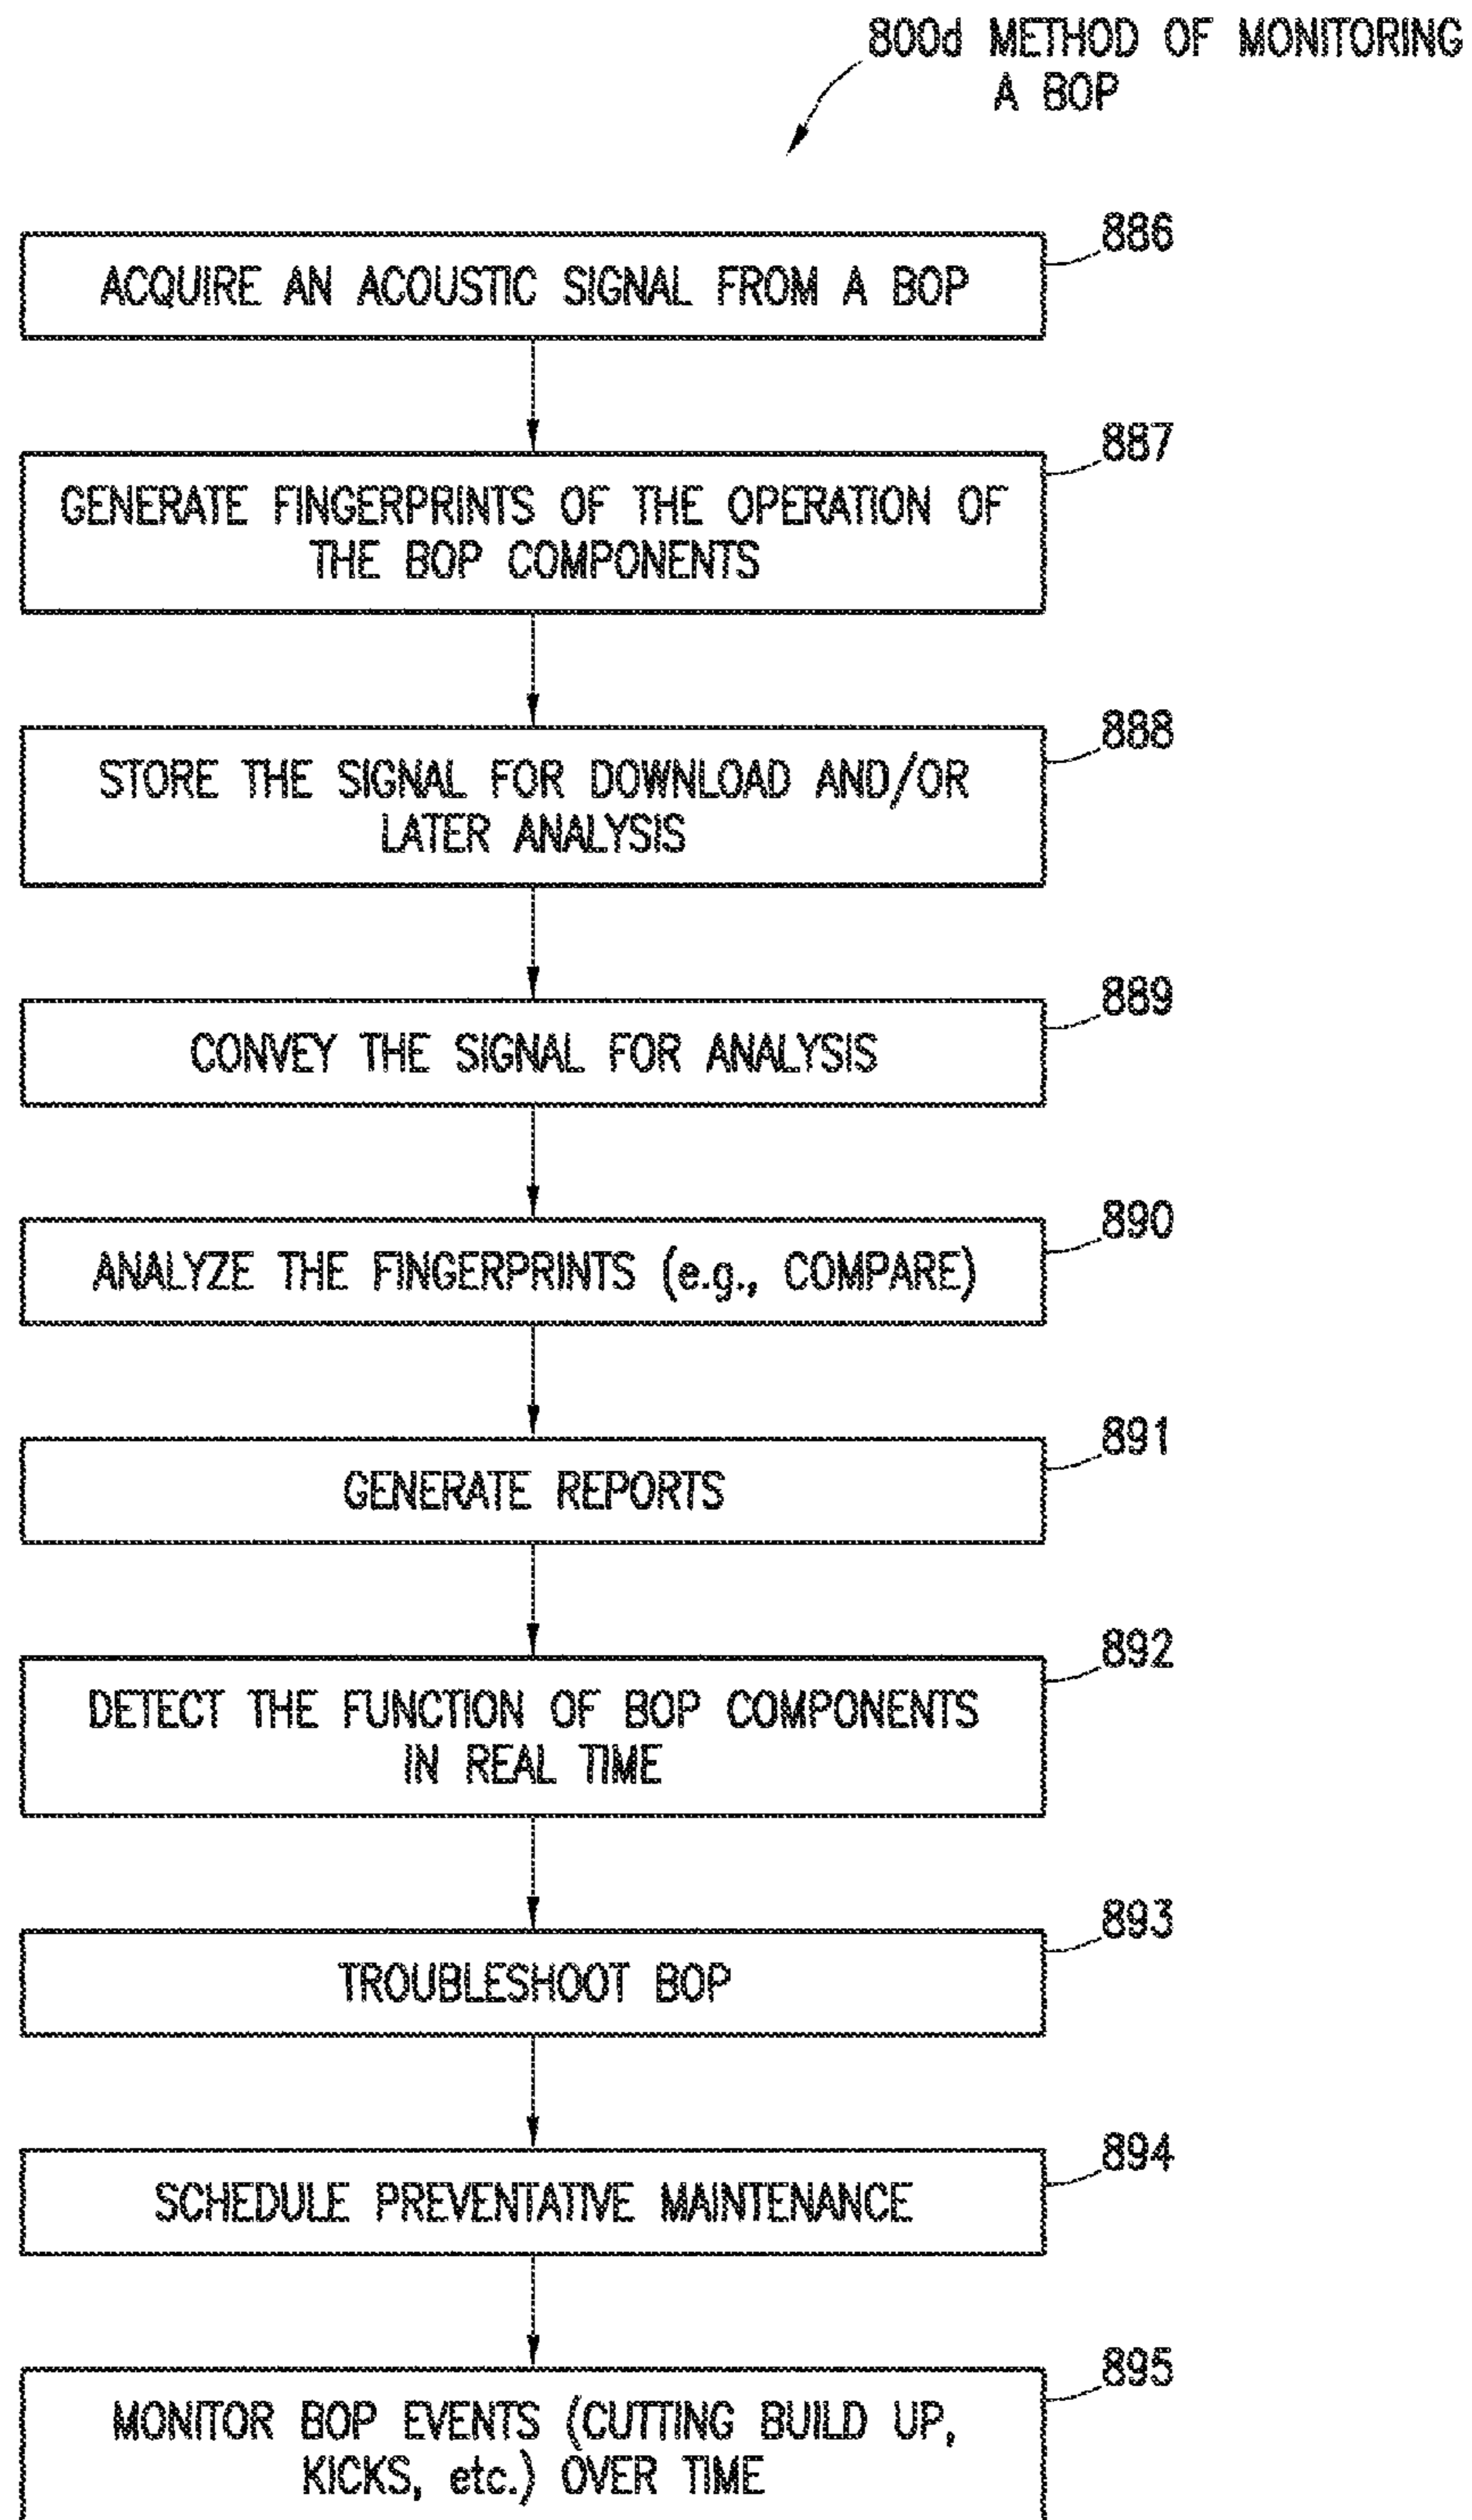 800d METHOD OF MONITORING
A BOP
886
ACQUIRE AN ACOUSTIC SIGNAL FROM A BOP
887
GENERATE FINGERPRINTS OF THE OPERATION OF
THE BOP COMPONENTS
888
STORE THE SIGNAL FOR DOWNLOAD AND/OR
LATER ANALYSIS
889
CONVEY THE SIGNAL FOR ANALYSIS
890
ANALYZE THE FINGERPRINTS (e.g., COMPARE)
891
GENERATE REPORTS
892
DETECT THE FUNCTION OF BOP COMPONENTS
IN REAL TIME
893
TROUBLESHOOT BOP
894
SCHEDULE PREVENTATIVE MAINTENANCE
895
MONITOR BOP EVENTS (CUTTING BUILD UP,
KICKS, etc.) OVER TIME